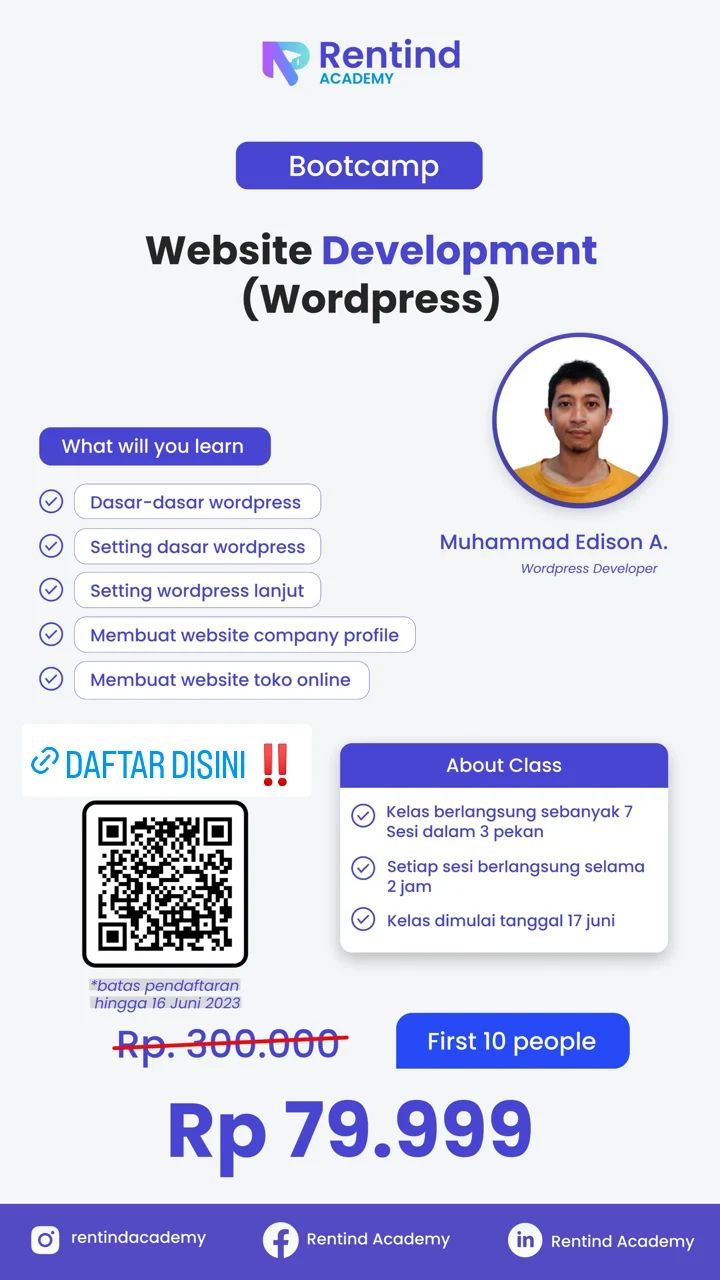 Rentind
ACADEMY
Bootcamp
Website Development
(Wordpress)
What will you learn
Dasar-dasar wordpress
Setting dasar wordpress
Setting wordpress lanjut
Membuat website company profile
Membuat website toko online
Muhammad Edison A.
Wordpress Developer
DAFTAR DISINI ‼️
*batas pendaftaran
hingga 16 Juni 2023
About Class
Kelas berlangsung sebanyak 7
Sesi dalam 3 pekan
Setiap sesi berlangsung selama
2 jam
Kelas dimulai tanggal 17 juni
Rp. 300.000
First 10 people
Rp 79.999
rentindacademy
Rentind Academy
Rentind Academy